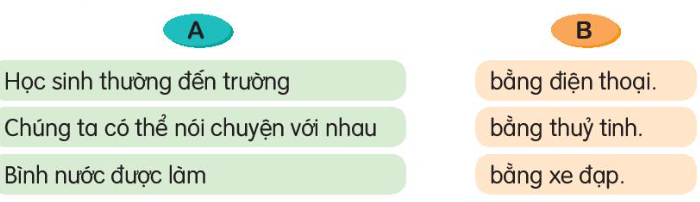 A B
Học sinh thường đến trường bằng điện thoại.
Chúng ta có thể nói chuyện với nhau bằng thuỷ tinh.
Bình nước được làm bằng xe đạp.